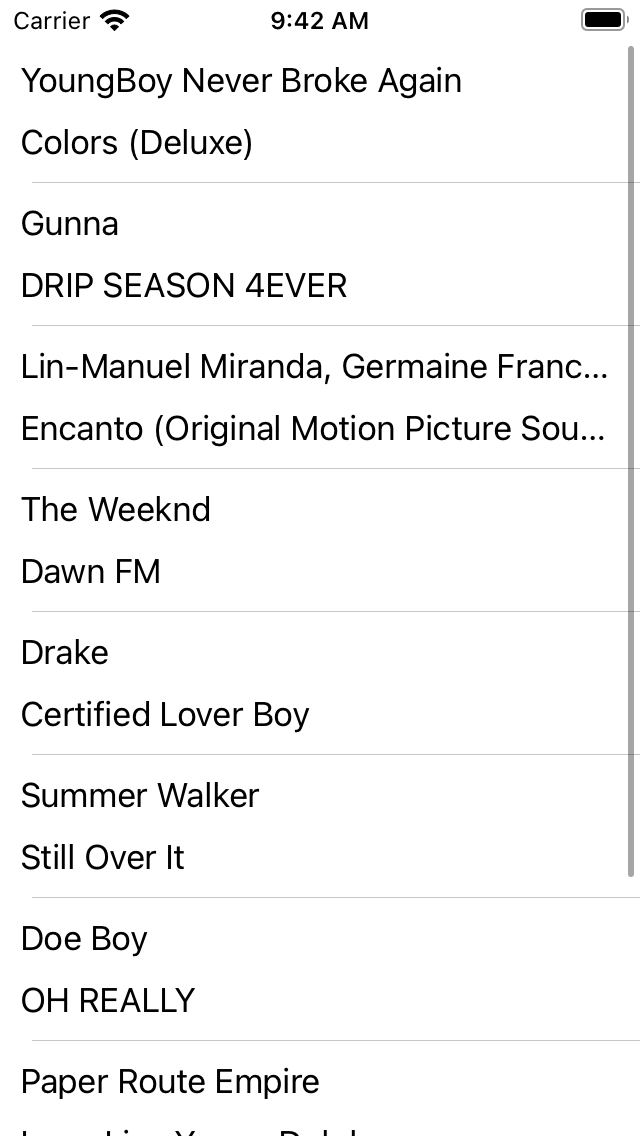 Carrier 9:42 AM
YoungBoy Never Broke Again
Colors (Deluxe)
Gunna
DRIP SEASON 4EVER
Lin-Manuel Miranda, Germaine Franc...
Encanto (Original Motion Picture Sou...
The Weeknd
Dawn FM
Drake
Certified Lover Boy
Summer Walker
Still Over It
Doe Boy
OH REALLY
Paper Route Empire